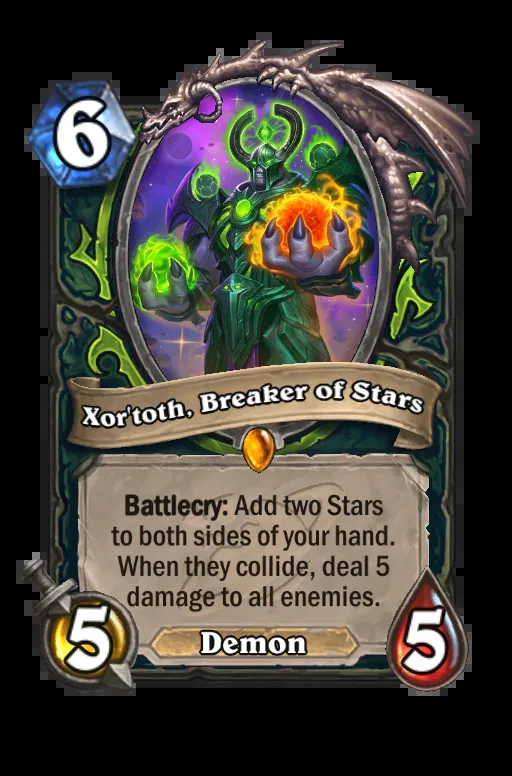 6
Xor'toth, Breaker of Stars
Battlecry: Add two Stars
to both sides of your hand.
When they collide, deal 5
damage to all enemies.
5
Demon
5